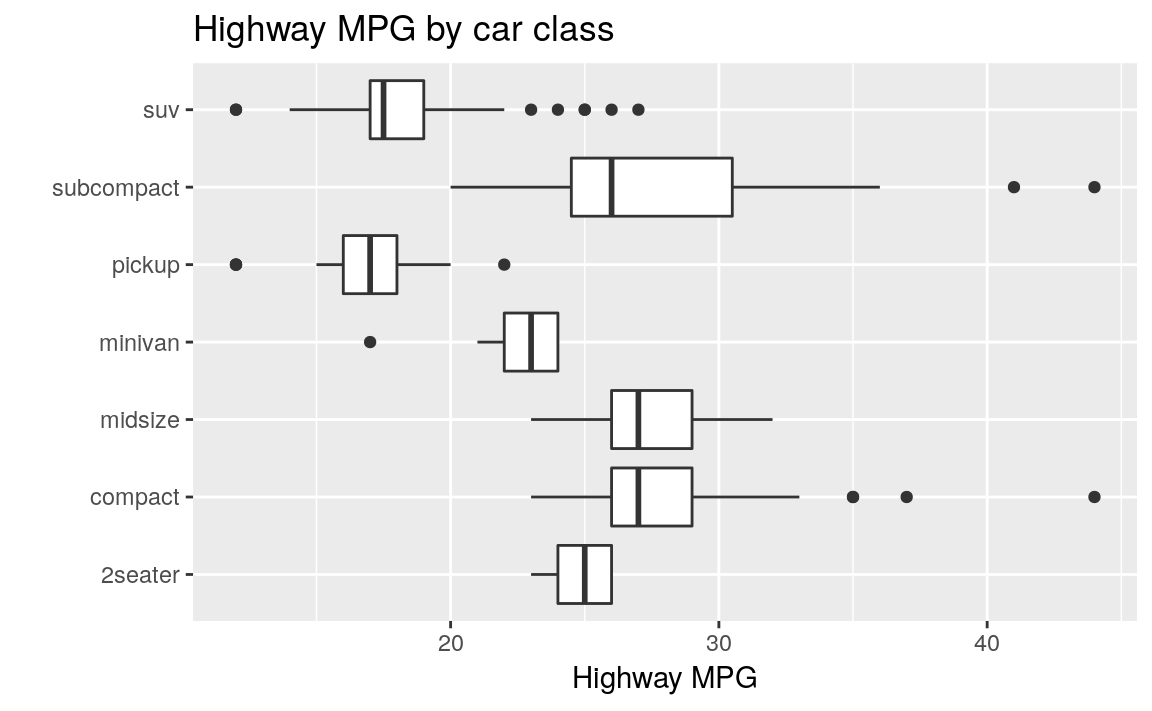 Highway MPG by car class
suv
subcompact
pickup
minivan
midsize
compact
2seater
20 30 40
Highway MPG